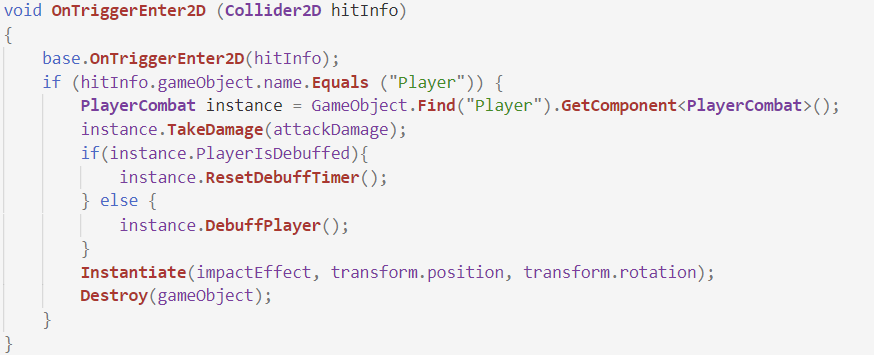 void OnTriggerEnter2D (Collider2D hitInfo)
{
    base.OnTriggerEnter2D(hitInfo);
    if (hitInfo.gameObject.name.Equals ("Player")) {
        PlayerCombat instance = GameObject.Find("Player").GetComponent<PlayerCombat>();
        instance.TakeDamage(attackDamage);
        if(instance.PlayerIsDebuffed){
            instance.ResetDebuffTimer();
        } else {
            instance.DebuffPlayer();
        }
        Instantiate(impactEffect, transform.position, transform.rotation);
        Destroy(gameObject);
    }
}